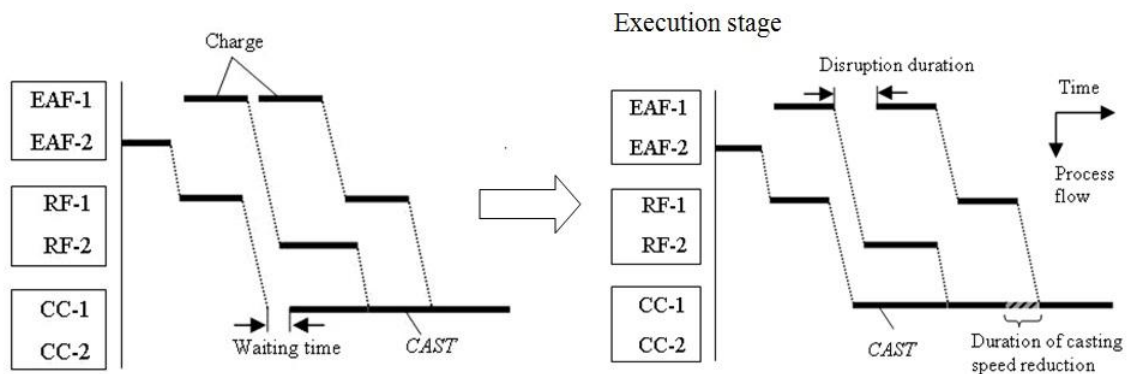 Charge
EAF-1
EAF-2
RF-1
RF-2
CC-1
CC-2
Waiting time
CAST
Execution stage
Disruption duration
Time
Process
flow
EAF-1
EAF-2
RF-1
RF-2
CC-1
CC-2
CAST
Duration of casting
speed reduction